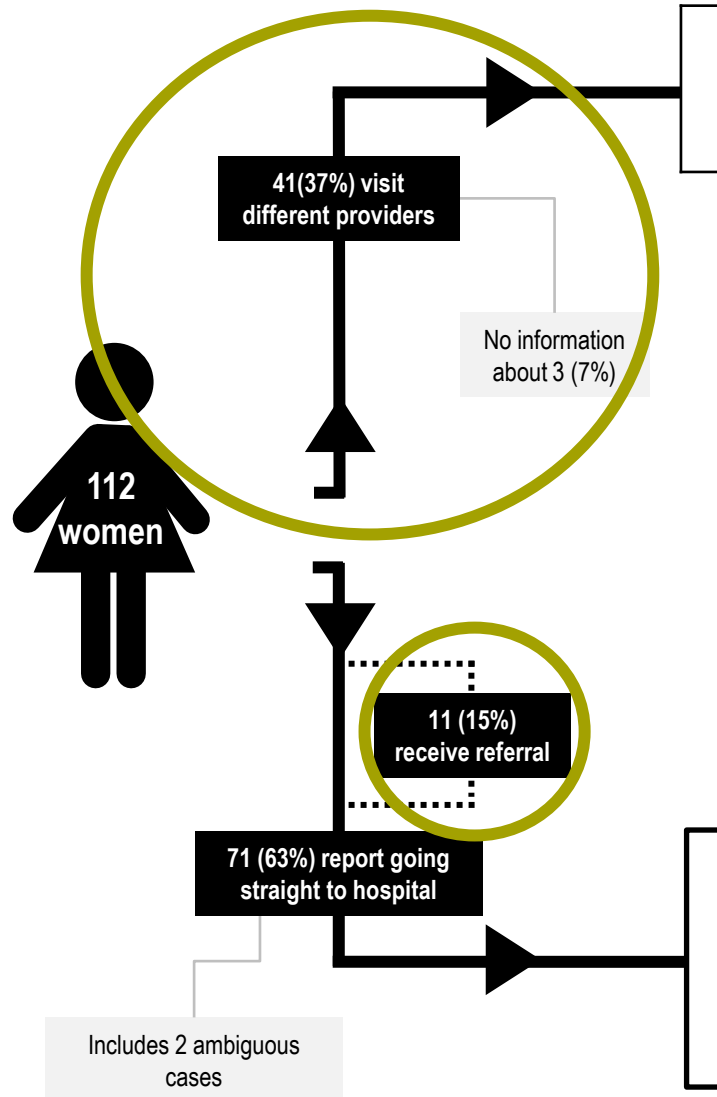 41(37%) visit
different providers
No information
about 3 (7%)
112
women
11 (15%)
receive referral
71 (63%) report going
straight to hospital
Includes 2 ambiguous
cases